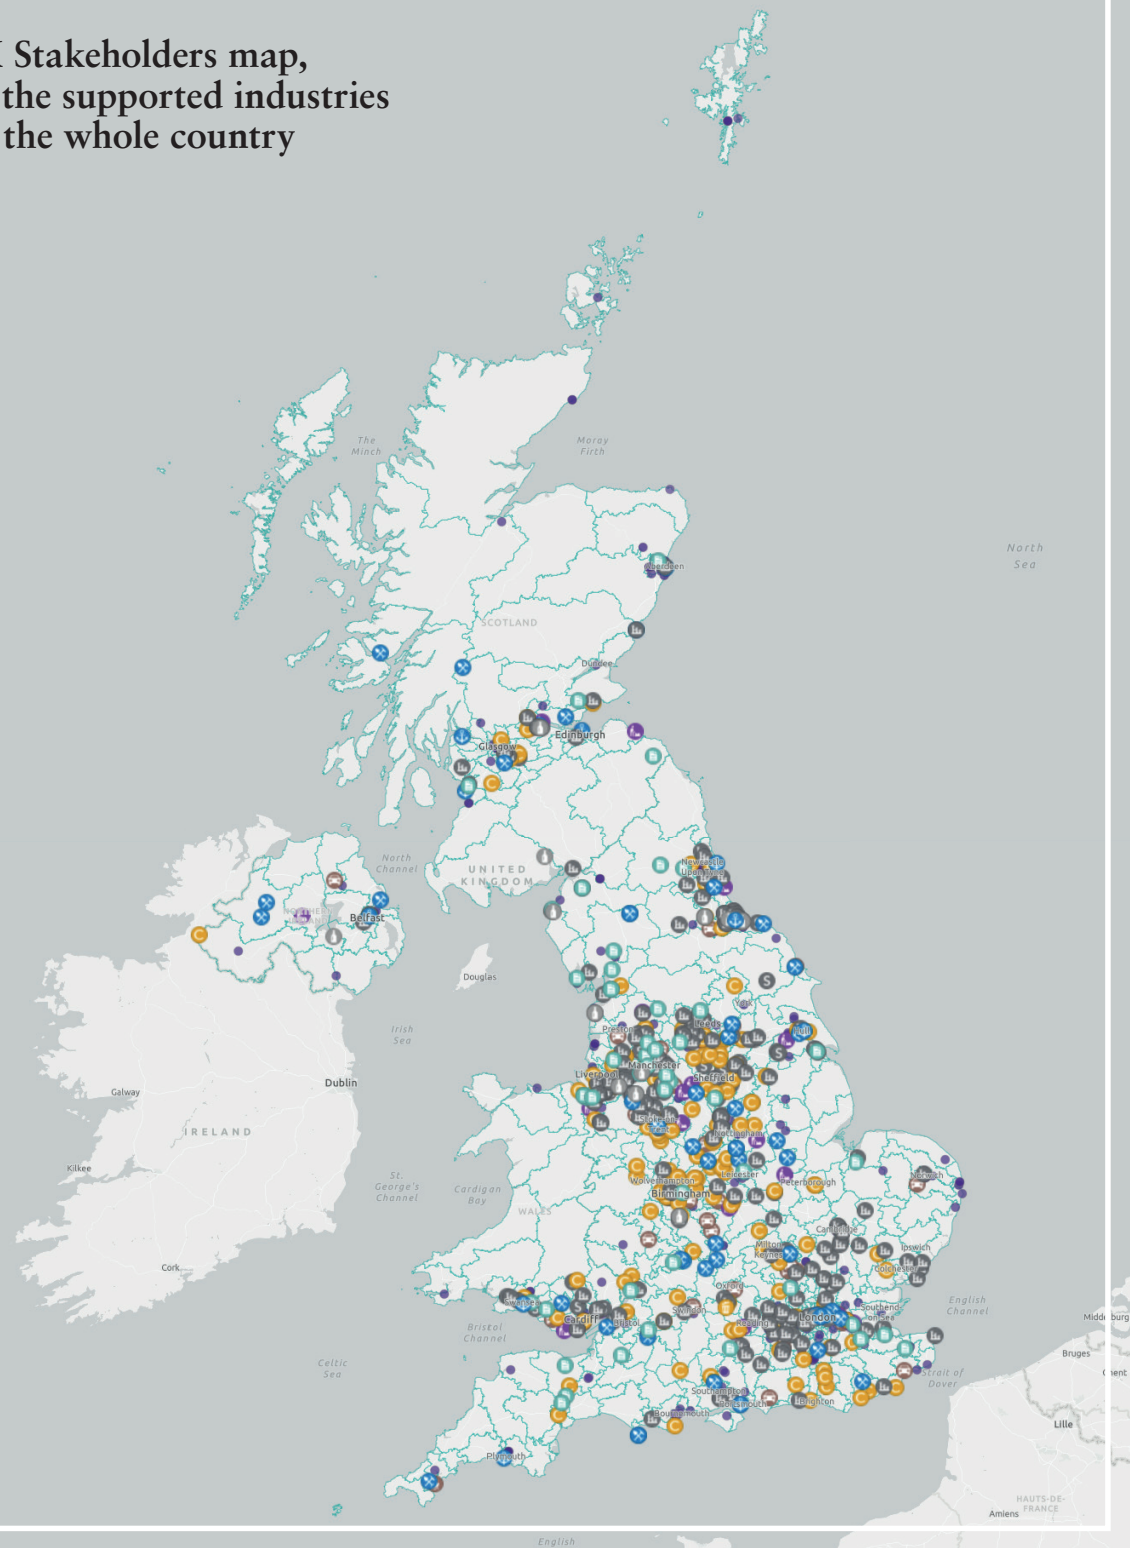 Stakeholders map,
the supported industries
the whole country
The
Minch
Moray
Firth
North
Sea
Aberdeen
SCOTLAND
Dundee
Edinburgh
Glasgow
North
Channel
UNITED
KINGDOM
Newcastle
Upon Tyne
Belfast
Douglas
York
Irish
Sea
Preston
Leeds
Hull
Manchester
Liverpool
Sheffield
Dublin
Galway
IRELAND
Nottingham
Kilkee
St.
George's
Channel
Cardigan
Bay
Leicester
Norwich
Wolverhampton
Peterborough
Birmingham
WALES
Cambridge
Milton
Keynes
Ipswich
Colchester
Cork
Oxford
English
Channel
Swansea
Swindon
Southend-
on-Sea
Cardiff
Bristol
Reading
London
Bristol
Channel
Celtic
Sea
Strait of
Dover
Bruges
Southampton
Portsmouth
Brighton
Bournemouth
Lille
Plymouth
HAUTS-DE-
FRANCE
Amiens
English